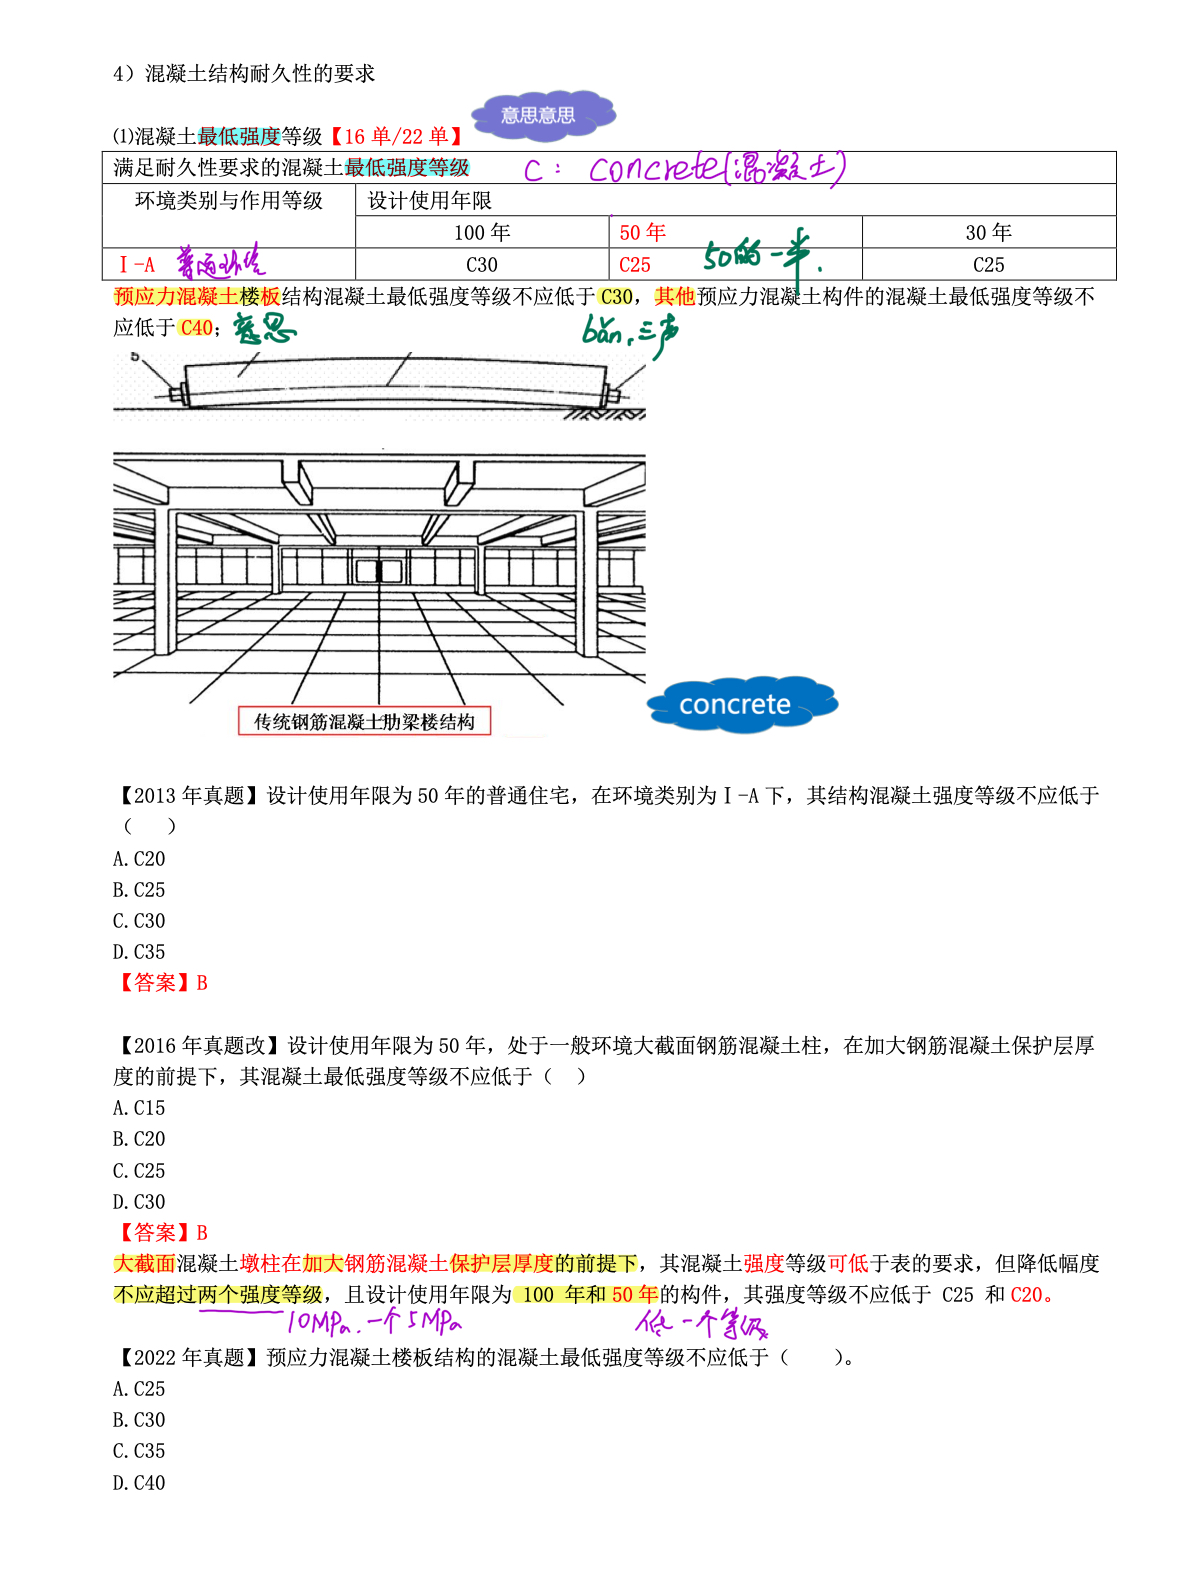 4）混凝土结构耐久性的要求
意思意思
⑴混凝土最低强度等级【16 单/22 单】
满足耐久性要求的混凝土最低强度等级 C：concrete(混凝土)
环境类别与作用等级 设计使用年限
100 年 50 年 30 年
Ⅰ-A C30 C25 50的一半. C25
预应力混凝土楼板结构混凝土最低强度等级不应低于 C30，其他预应力混凝土构件的混凝土最低强度等级不
应低于 C40；意思 bǎn,三声
5
传统钢筋混凝土肋梁楼结构
concrete
【2013 年真题】设计使用年限为 50 年的普通住宅，在环境类别为Ⅰ-A 下，其结构混凝土强度等级不应低于
（ ）
A.C20
B.C25
C.C30
D.C35
【答案】B
【2016 年真题改】设计使用年限为 50 年，处于一般环境大截面钢筋混凝土柱，在加大钢筋混凝土保护层厚
度的前提下，其混凝土最低强度等级不应低于（ ）
A.C15
B.C20
C.C25
D.C30
【答案】B
大截面混凝土墩柱在加大钢筋混凝土保护层厚度的前提下，其混凝土强度等级可低于表的要求，但降低幅度
不应超过两个强度等级，且设计使用年限为 100 年和 50 年的构件，其强度等级不应低于 C25 和 C20。
10MPa.一个5MPa 低一个等级
【2022 年真题】预应力混凝土楼板结构的混凝土最低强度等级不应低于（ ）。
A.C25
B.C30
C.C35
D.C40